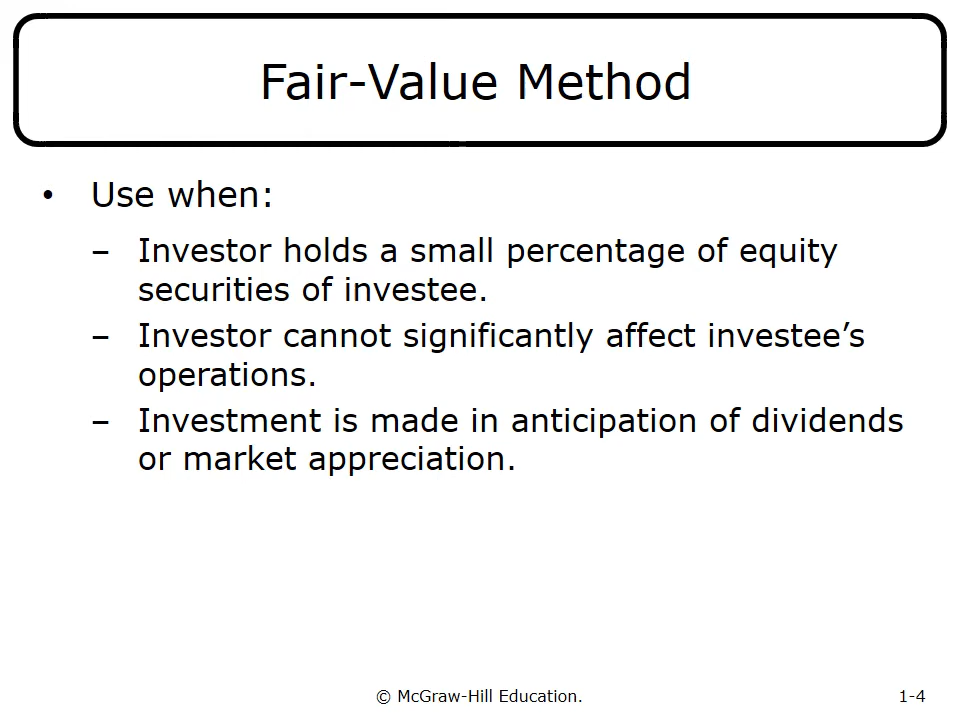 Fair-Value Method
• Use when:
– Investor holds a small percentage of equity
securities of investee.
– Investor cannot significantly affect investee’s
operations.
– Investment is made in anticipation of dividends
or market appreciation.
© McGraw-Hill Education.
1-4